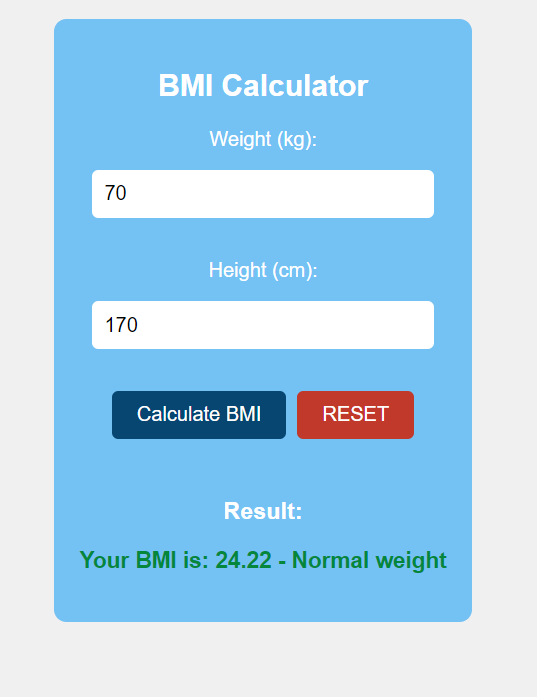 BMI Calculator
Weight (kg):
70
Height (cm):
170
Calculate BMI RESET
Result:
Your BMI is: 24.22 - Normal weight